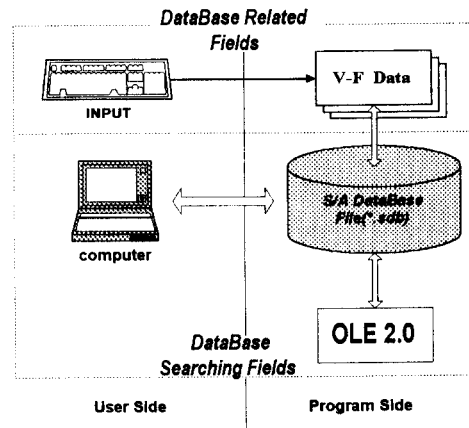 DataBase Related
Fields
INPUT
V-F Data
S/A DataBase
File(*.sdb)
computer
OLE 2.0
DataBase
Searching Fields
User Side
Program Side